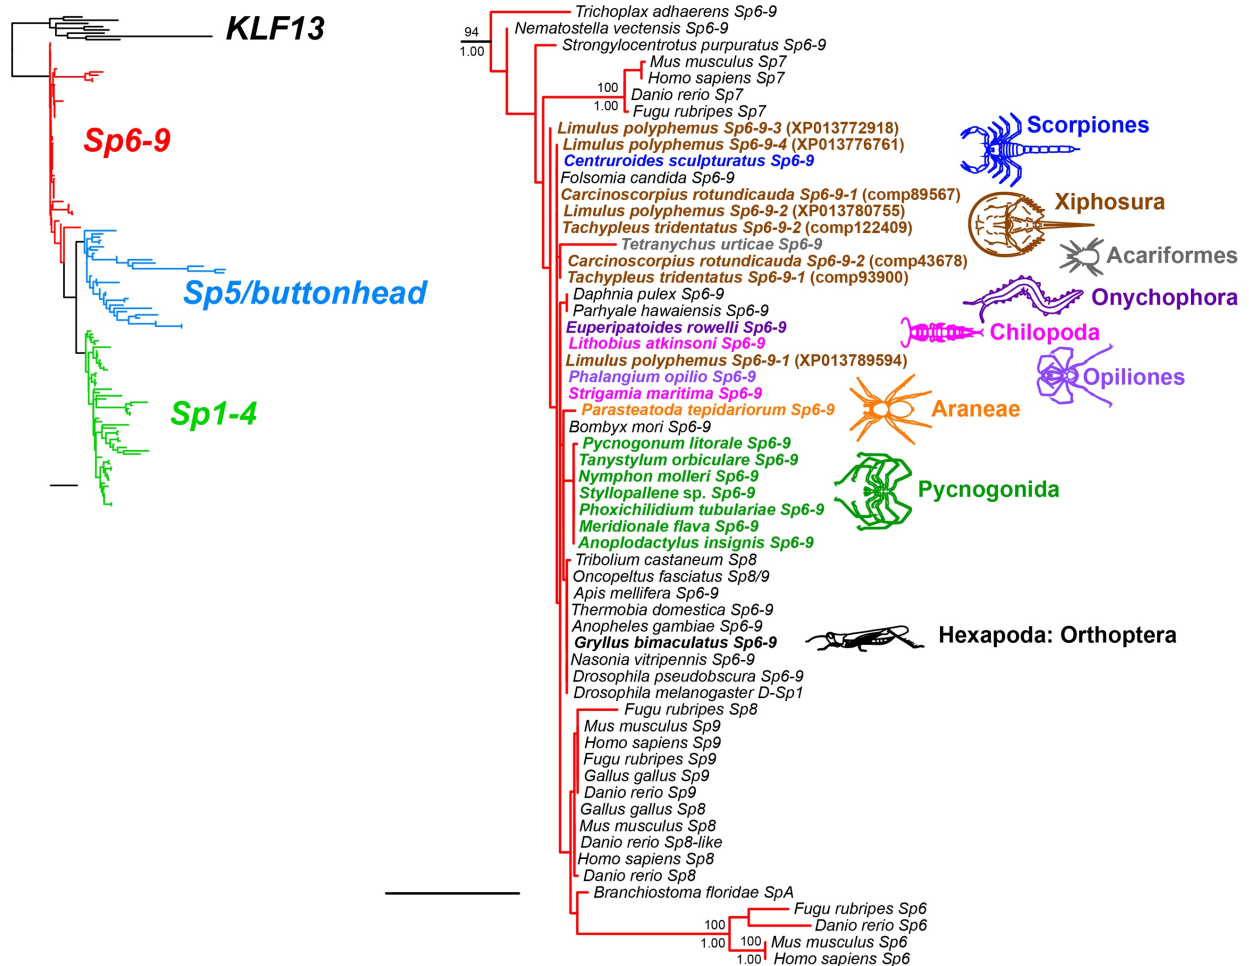 KLF13
Sp6-9
Sp5/buttonhead
Sp1-4
94
1.00
Trichoplax adhaerens Sp6-9
Nematostella vectensis Sp6-9
Strongylocentrotus purpuratus Sp6-9
Mus musculus Sp7
Homo sapiens Sp7
100
1.00
Danio rerio Sp7
Fugu rubripes Sp7
Limulus polyphemus Sp6-9-3 (XP013772918)
Limulus polyphemus Sp6-9-4 (XP013776761)
Centruroides sculpturatus Sp6-9
Folsomia candida Sp6-9
Carcinoscorpius rotundicauda Sp6-9-1 (comp89567)
Limulus polyphemus Sp6-9-2 (XP013780755)
Tachypleus tridentatus Sp6-9-2 (comp122409)
Tetranychus urticae Sp6-9
Carcinoscorpius rotundicauda Sp6-9-2 (comp43678)
Tachypleus tridentatus Sp6-9-1 (comp93900)
Daphnia pulex Sp6-9
Parhyale hawaiensis Sp6-9
Euperipatoides rowelli Sp6-9
Lithobius atkinsoni Sp6-9
Limulus polyphemus Sp6-9-1 (XP013789594)
Phalangium opilio Sp6-9
Strigamia maritima Sp6-9
Parasteatoda tepidariorum Sp6-9
Bombyx mori Sp6-9
Pycnogonum litorale Sp6-9
Tanystylum orbiculare Sp6-9
Nymphon molleri Sp6-9
Styllopallene sp. Sp6-9
Phoxichilidium tubulariae Sp6-9
Meridionale flava Sp6-9
Anoplodactylus insignis Sp6-9
Tribolium castaneum Sp8
Oncopeltus fasciatus Sp8/9
Apis mellifera Sp6-9
Thermobia domestica Sp6-9
Anopheles gambiae Sp6-9
Gryllus bimaculatus Sp6-9
Nasonia vitripennis Sp6-9
Drosophila pseudobscura Sp6-9
Drosophila melanogaster D-Sp1
Fugu rubripes Sp8
Mus musculus Sp9
Homo sapiens Sp9
Fugu rubripes Sp9
Gallus gallus Sp9
Danio rerio Sp9
Gallus gallus Sp8
Mus musculus Sp8
Danio rerio Sp8-like
Homo sapiens Sp8
Danio rerio Sp8
Branchiostoma floridae SpA
Fugu rubripes Sp6
100
1.00
Danio rerio Sp6
100
1.00
Mus musculus Sp6
Homo sapiens Sp6
Scorpiones
Xiphosura
Acariformes
Onychophora
Chilopoda
Opiliones
Araneae
Pycnogonida
Hexapoda: Orthoptera